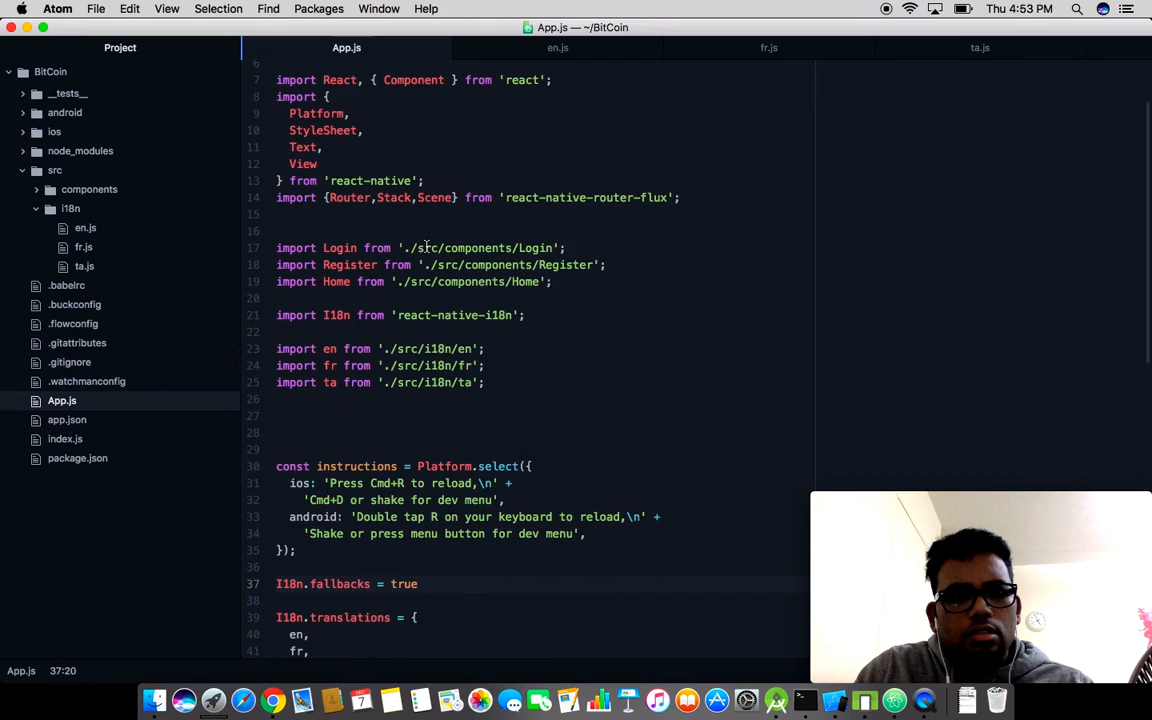 Atom File Edit View Selection Find Packages Window Help Thu 4:53 PM
App.js — ~/BitCoin
Project
App.js
en.js
fr.js
ta.js
BitCoin
__tests__
android
ios
node_modules
src
components
i18n
en.js
fr.js
ta.js
.babelrc
.buckconfig
.flowconfig
.gitattributes
.gitignore
.watchmanconfig
App.js
app.json
index.js
package.json
6
7 import React, { Component } from 'react';
8 import {
9 Platform,
10 StyleSheet,
11 Text,
12 View
13 } from 'react-native';
14 import {Router,Stack,Scene} from 'react-native-router-flux';
15
16
17 import Login from './src/components/Login';
18 import Register from './src/components/Register';
19 import Home from './src/components/Home';
20
21 import I18n from 'react-native-i18n';
22
23 import en from './src/i18n/en';
24 import fr from './src/i18n/fr';
25 import ta from './src/i18n/ta';
26
27
28
29
30 const instructions = Platform.select({
31 ios: 'Press Cmd+R to reload,\n' +
32 'Cmd+D or shake for dev menu',
33 android: 'Double tap R on your keyboard to reload,\n' +
34 'Shake or press menu button for dev menu',
35 });
36
37 I18n.fallbacks = true
38
39 I18n.translations = {
40 en,
41 fr,
App.js 37:20